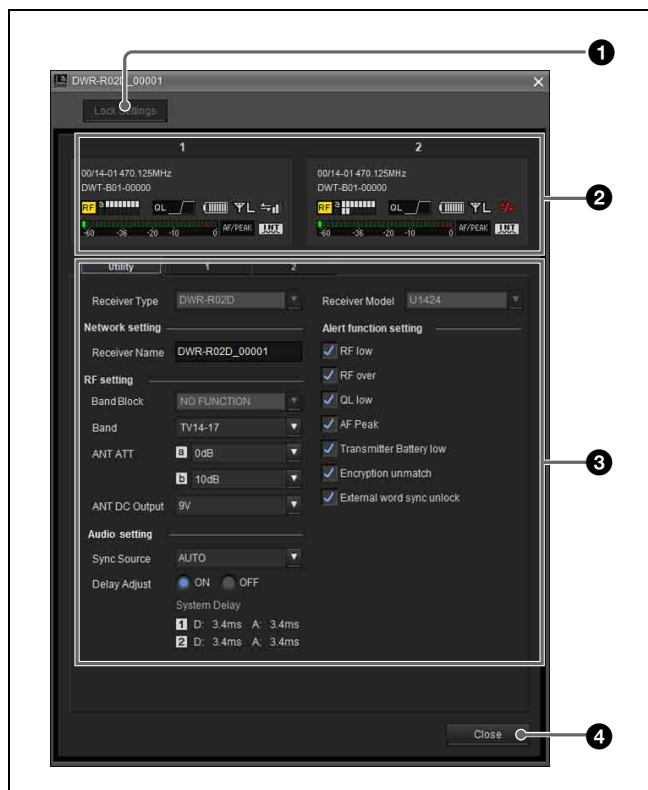 1
DWR-R02D_00001
Lock Settings
1 2
00/14-01 470.125MHz 00/14-01 470.125MHz
DWT-B01-00000 DWT-B01-00000
RF a QL L RF a QL L
2
-60 -36 -20 -10 0 AF/PEAK INT -60 -36 -20 -10 0 AF/PEAK INT
Utility 1 2
Receiver Type DWR-R02D Receiver Model U1424
Network setting Alert function setting
Receiver Name DWR-R02D_00001 RF low
RF setting RF over
Band Block NO FUNCTION QL low
Band TV14-17 AF Peak
ANT ATT a 0dB Transmitter Battery low
3
b 10dB Encryption unmatch
ANT DC Output 9V External word sync unlock
Audio setting
Sync Source AUTO
Delay Adjust ON OFF
System Delay
1 D: 3.4ms A: 3.4ms
2 D: 3.4ms A: 3.4ms
Close 4